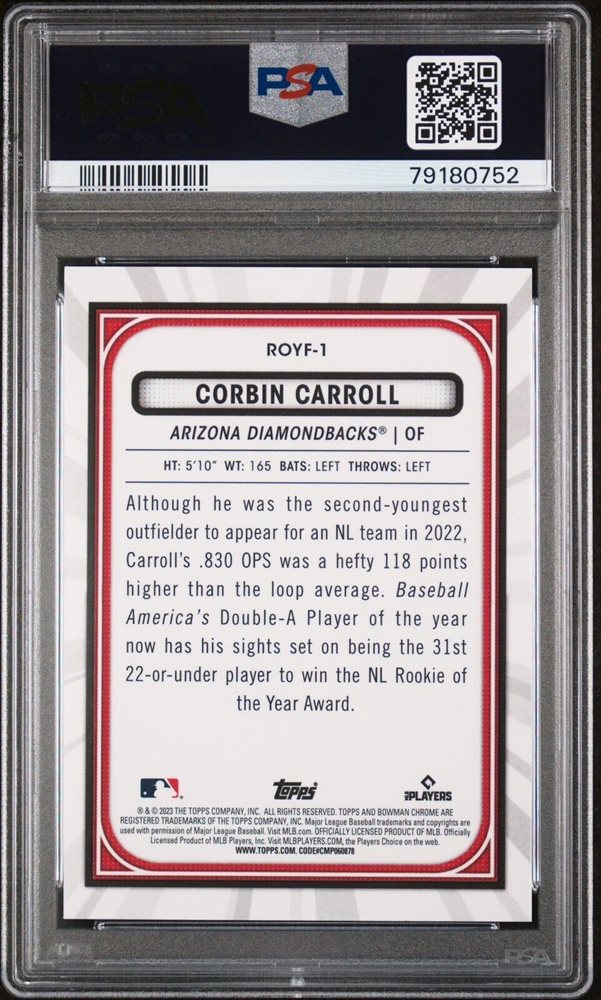 PSA
PSA
79180752
ROYF-1
CORBIN CARROLL
ARIZONA DIAMONDBACKS® | OF
HT: 5'10" WT: 165 BATS: LEFT THROWS: LEFT
Although he was the second-youngest
outfielder to appear for an NL team in 2022,
Carroll's .830 OPS was a hefty 118 points
higher than the loop average. Baseball
America's Double-A Player of the year
now has his sights set on being the 31st
22-or-under player to win the NL Rookie of
the Year Award.
Topps
PLAYERS
® & © 2023 THE TOPPS COMPANY, INC. ALL RIGHTS RESERVED. TOPPS AND BOWMAN CHROME ARE
REGISTERED TRADEMARKS OF THE TOPPS COMPANY, INC. Major League Baseball trademarks and copyrights are
used with permission of Major League Baseball. Visit MLB.com. OFFICIALLY LICENSED PRODUCT OF MLB. Officially
Licensed Product of MLB Players, Inc. Visit MLBPLAYERS.COM, the Players Choice on the web.
WWW.TOPPS.COM. CODE#CMP060878
PSA